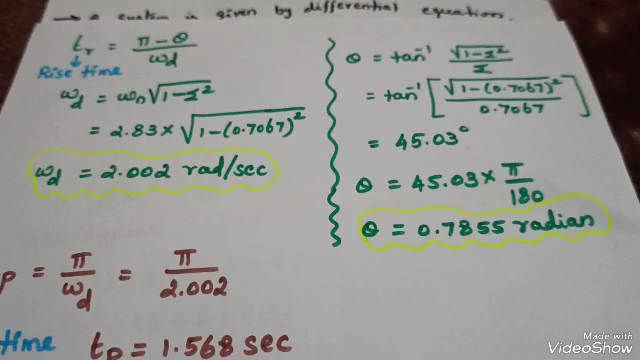 → A system is given by differential equations.
tr = π - θ / ωd
Rise time
ωd = ωn √1-ξ²
= 2.83 × √1-(0.7067)²
ωd = 2.002 rad/sec
θ = tan⁻¹ √1-ξ² / ξ
= tan⁻¹ [ √1-(0.7067)² / 0.7067 ]
= 45.03°
θ = 45.03 × π / 180
θ = 0.7855 radian
P = π / ωd = π / 2.002
time tp = 1.568 sec
Made with
VideoShow